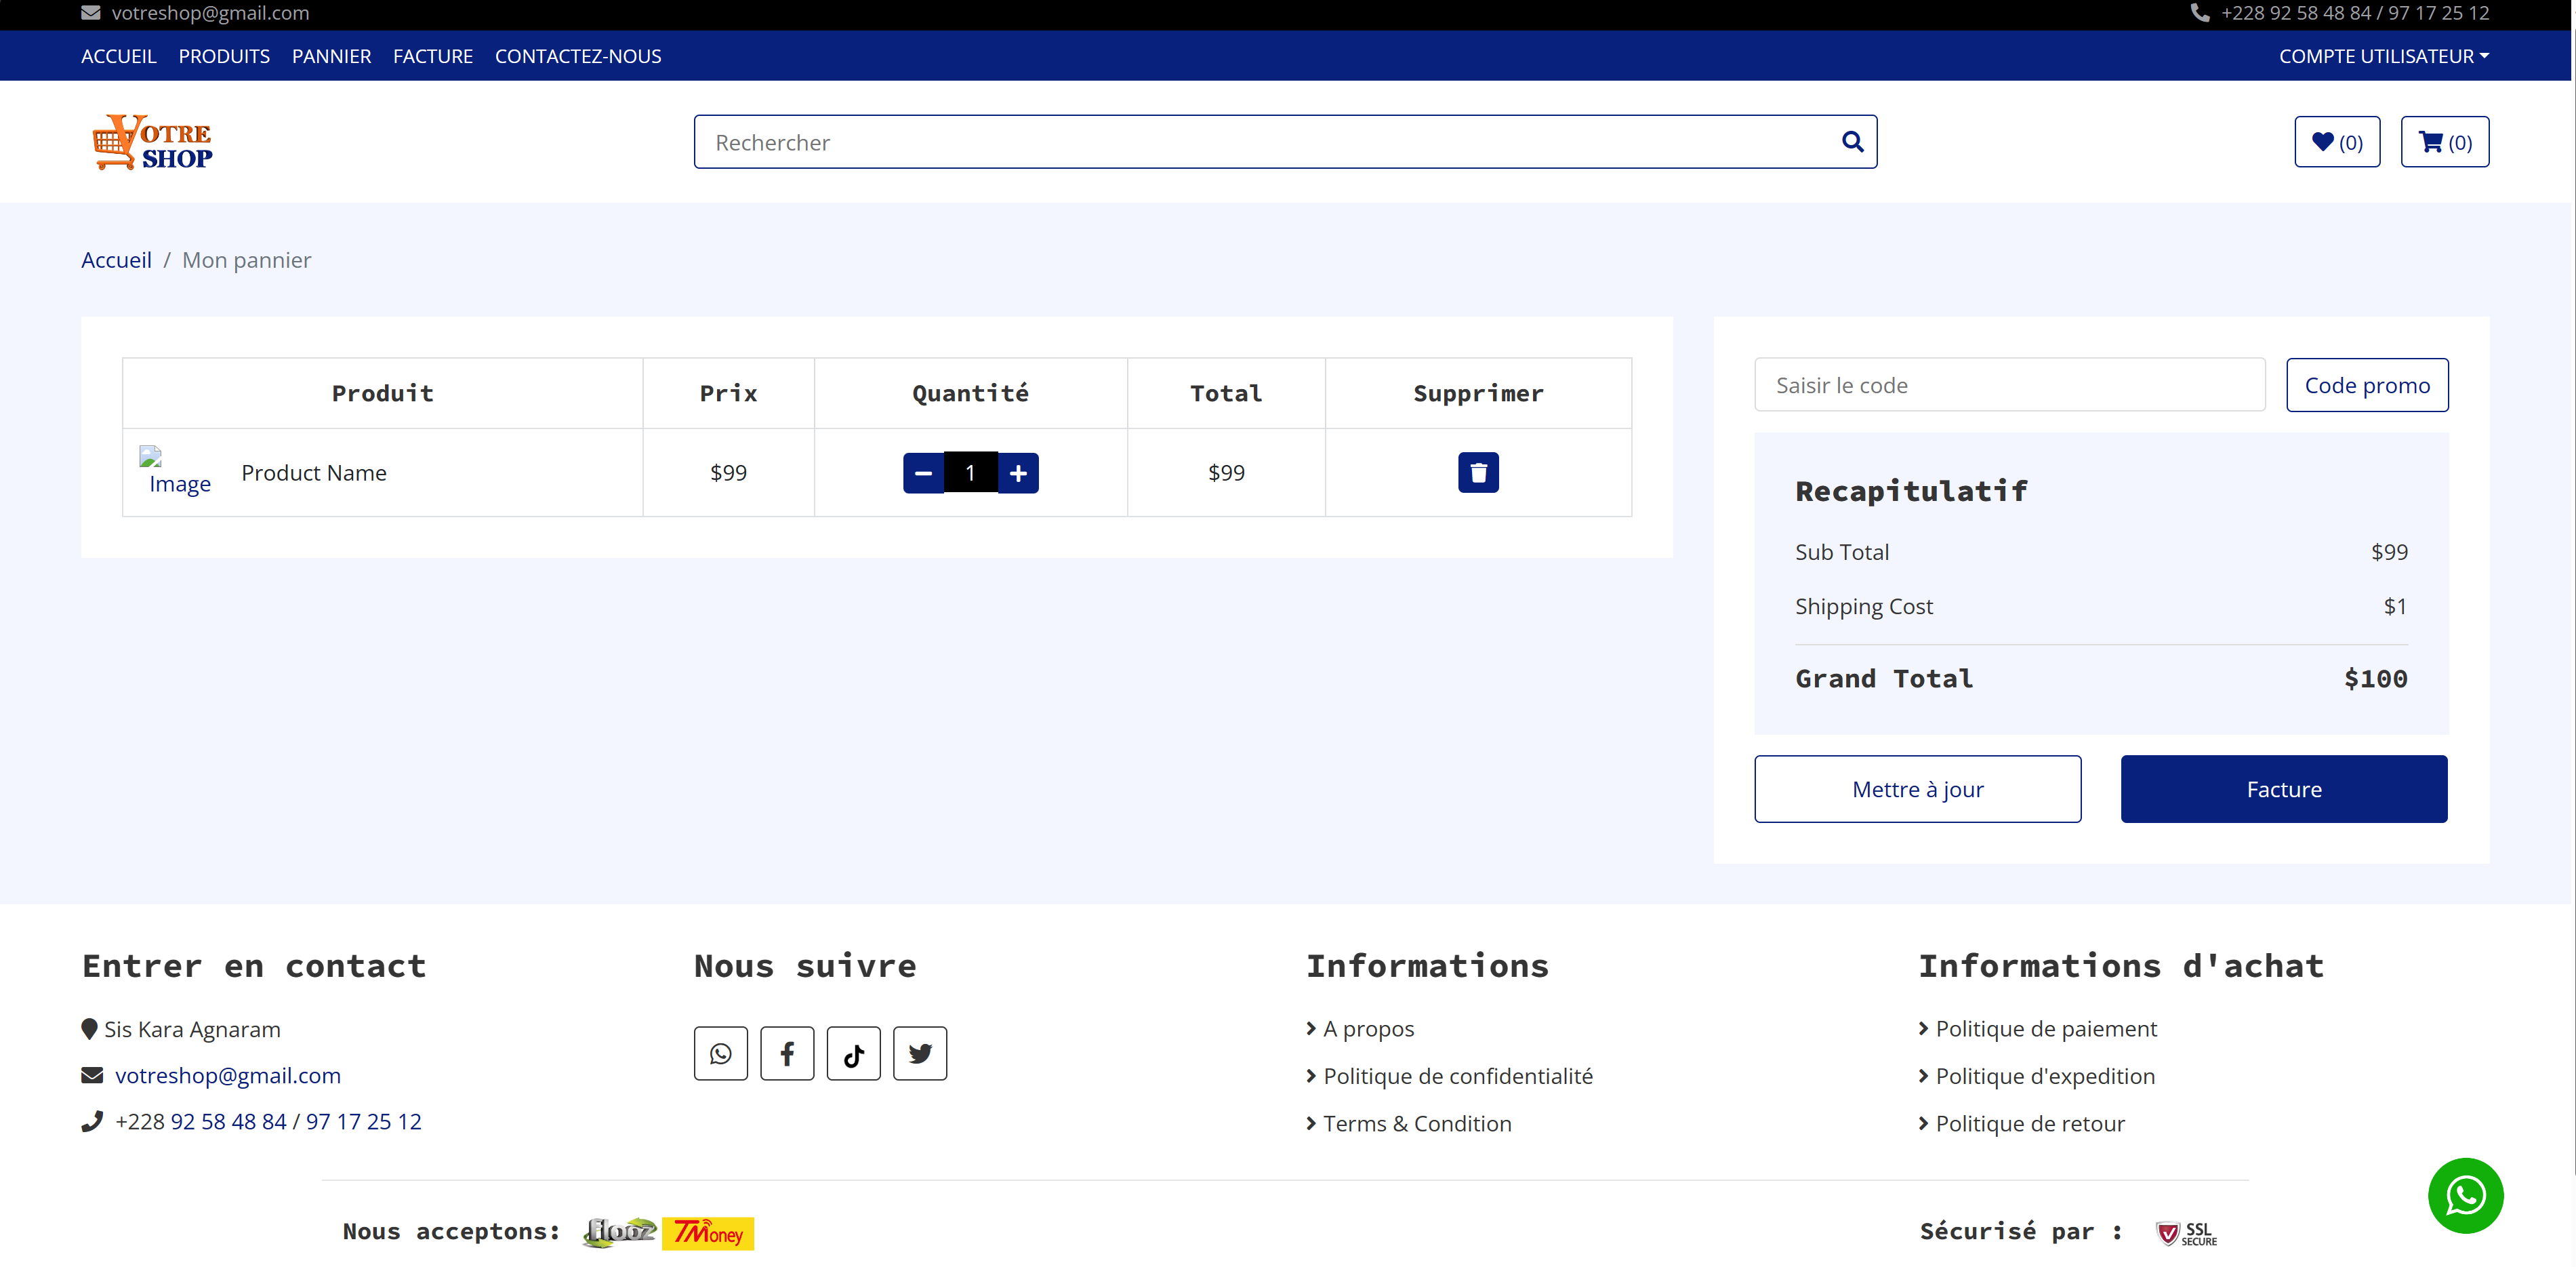 votreshop@gmail.com +228 92 58 48 84 / 97 17 25 12
ACCUEIL PRODUITS PANNIER FACTURE CONTACTEZ-NOUS COMPTE UTILISATEUR
VOTRE
SHOP
Rechercher
(0) (0)
Accueil / Mon pannier
Produit Prix Quantité Total Supprimer
Image Product Name $99 1 $99
Saisir le code Code promo
Recapitulatif
Sub Total $99
Shipping Cost $1
Grand Total $100
Mettre à jour Facture
Entrer en contact
Sis Kara Agnaram
votreshop@gmail.com
+228 92 58 48 84 / 97 17 25 12
Nous suivre
Informations
A propos
Politique de confidentialité
Terms & Condition
Informations d'achat
Politique de paiement
Politique d'expedition
Politique de retour
Nous acceptons: Flooz TMoney
Sécurisé par : SSL
SECURE